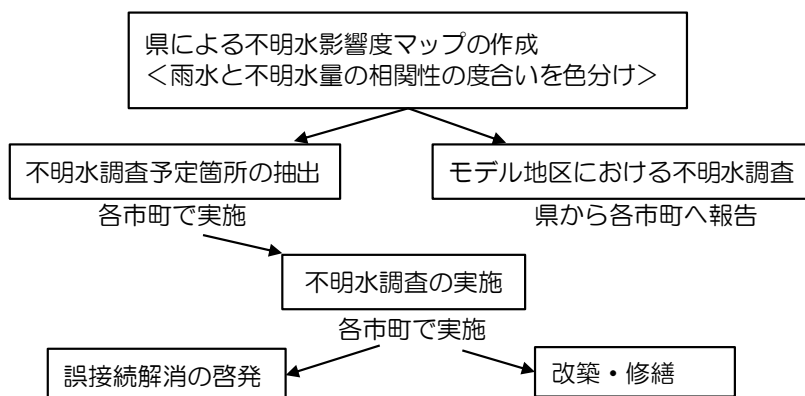 県による不明水影響度マップの作成
<雨水と不明水量の相関性の度合いを色分け>
不明水調査予定箇所の抽出
モデル地区における不明水調査
各市町で実施
県から各市町へ報告
不明水調査の実施
各市町で実施
誤接続解消の啓発
改築・修繕